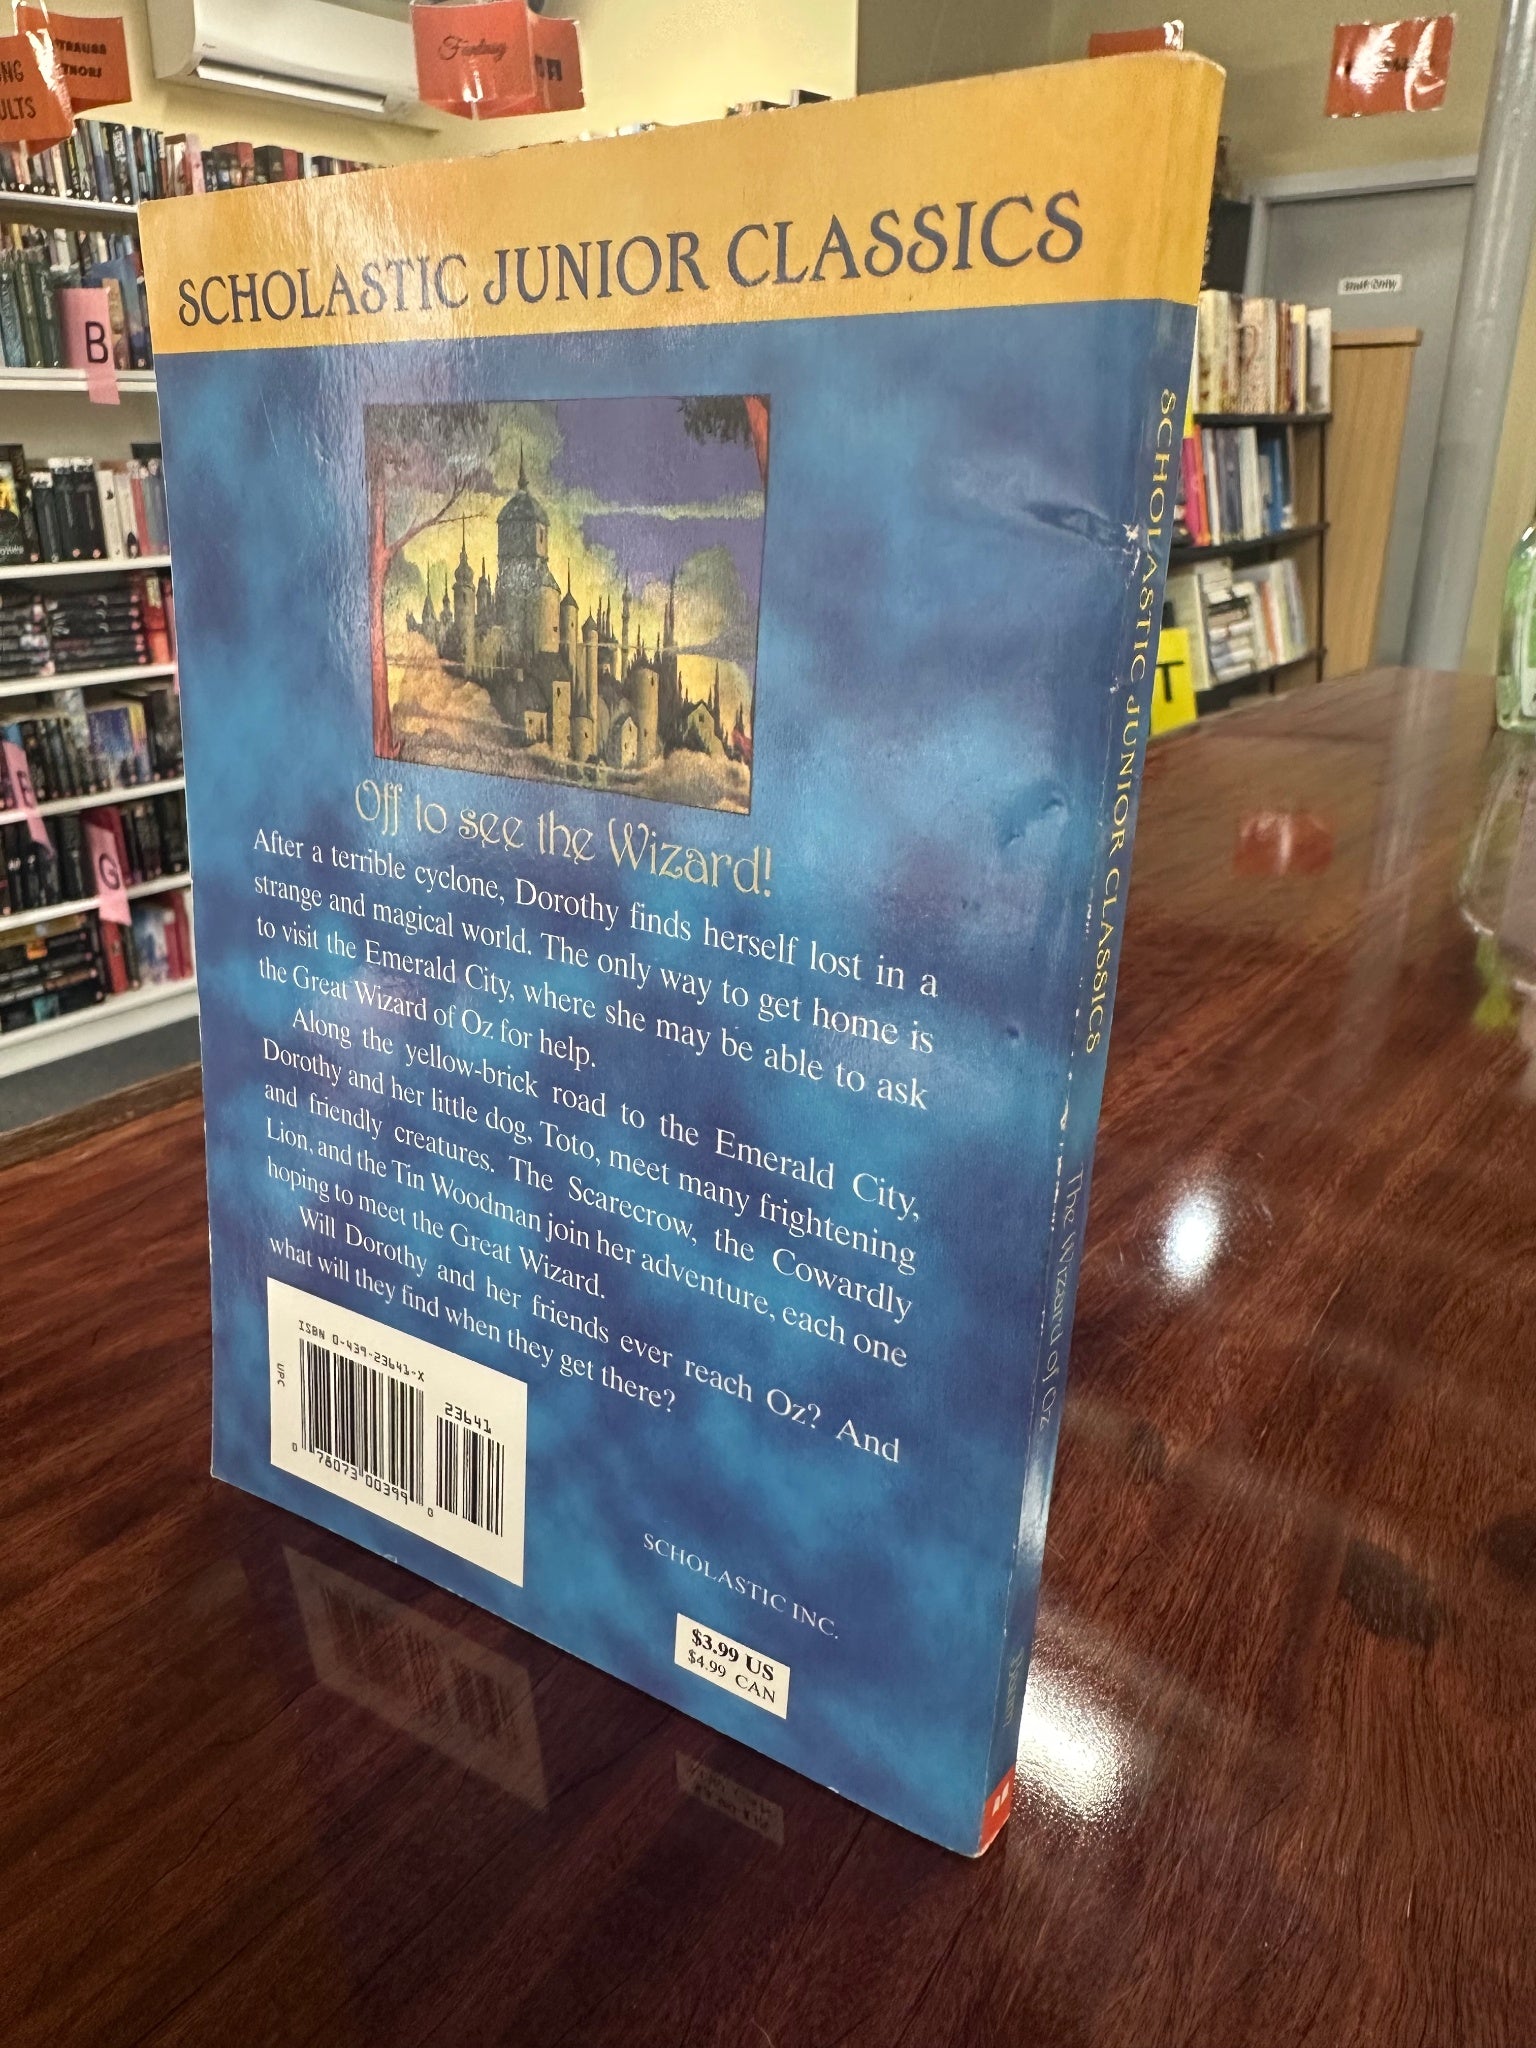 Fantasy
SCHOLASTIC JUNIOR CLASSICS
Staff Only
B
T
G
Off to see the Wizard!
After a terrible cyclone, Dorothy finds herself lost in a
strange and magical world. The only way to get home is
to visit the Emerald City, where she may be able to ask
the Great Wizard of Oz for help.
Along the yellow-brick road to the Emerald City,
Dorothy and her little dog, Toto, meet many frightening
and friendly creatures. The Scarecrow, the Cowardly
Lion, and the Tin Woodman join her adventure, each one
hoping to meet the Great Wizard.
Will Dorothy and her friends ever reach Oz? And
what will they find when they get there?
ISBN 0-439-23641-X
UPC
23641
0 78073 00399 0
SCHOLASTIC INC.
$3.99 US
$4.99 CAN
SCHOLASTIC JUNIOR CLASSICS
The Wizard of Oz
Baum